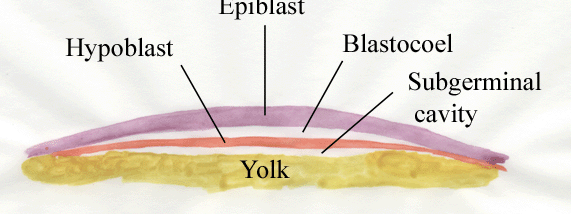 Epiblast
Hypoblast
Blastocoel
Subgerminal
cavity
Yolk